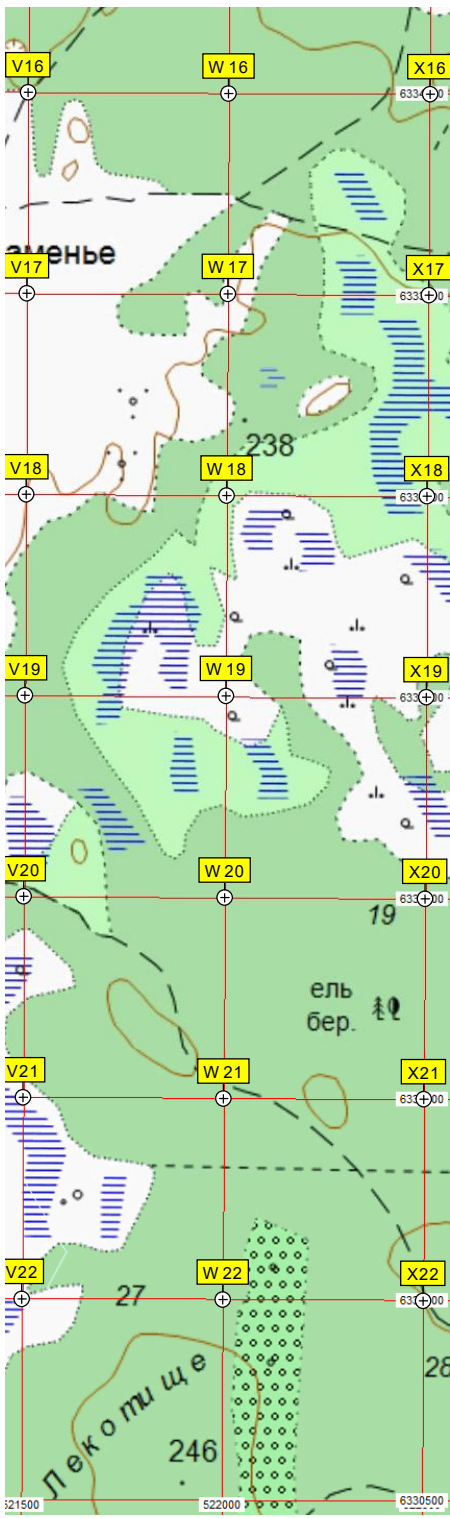 V16 W 16 X16
аменье
V17 W 17 X17
238
V18 W 18 X18
V19 W 19 X19
V20 W 20 X20
19
ель
бер.
V21 W 21 X21
V22 W 22 X22
27
28
Лекотище
246
521500 522000 6330500